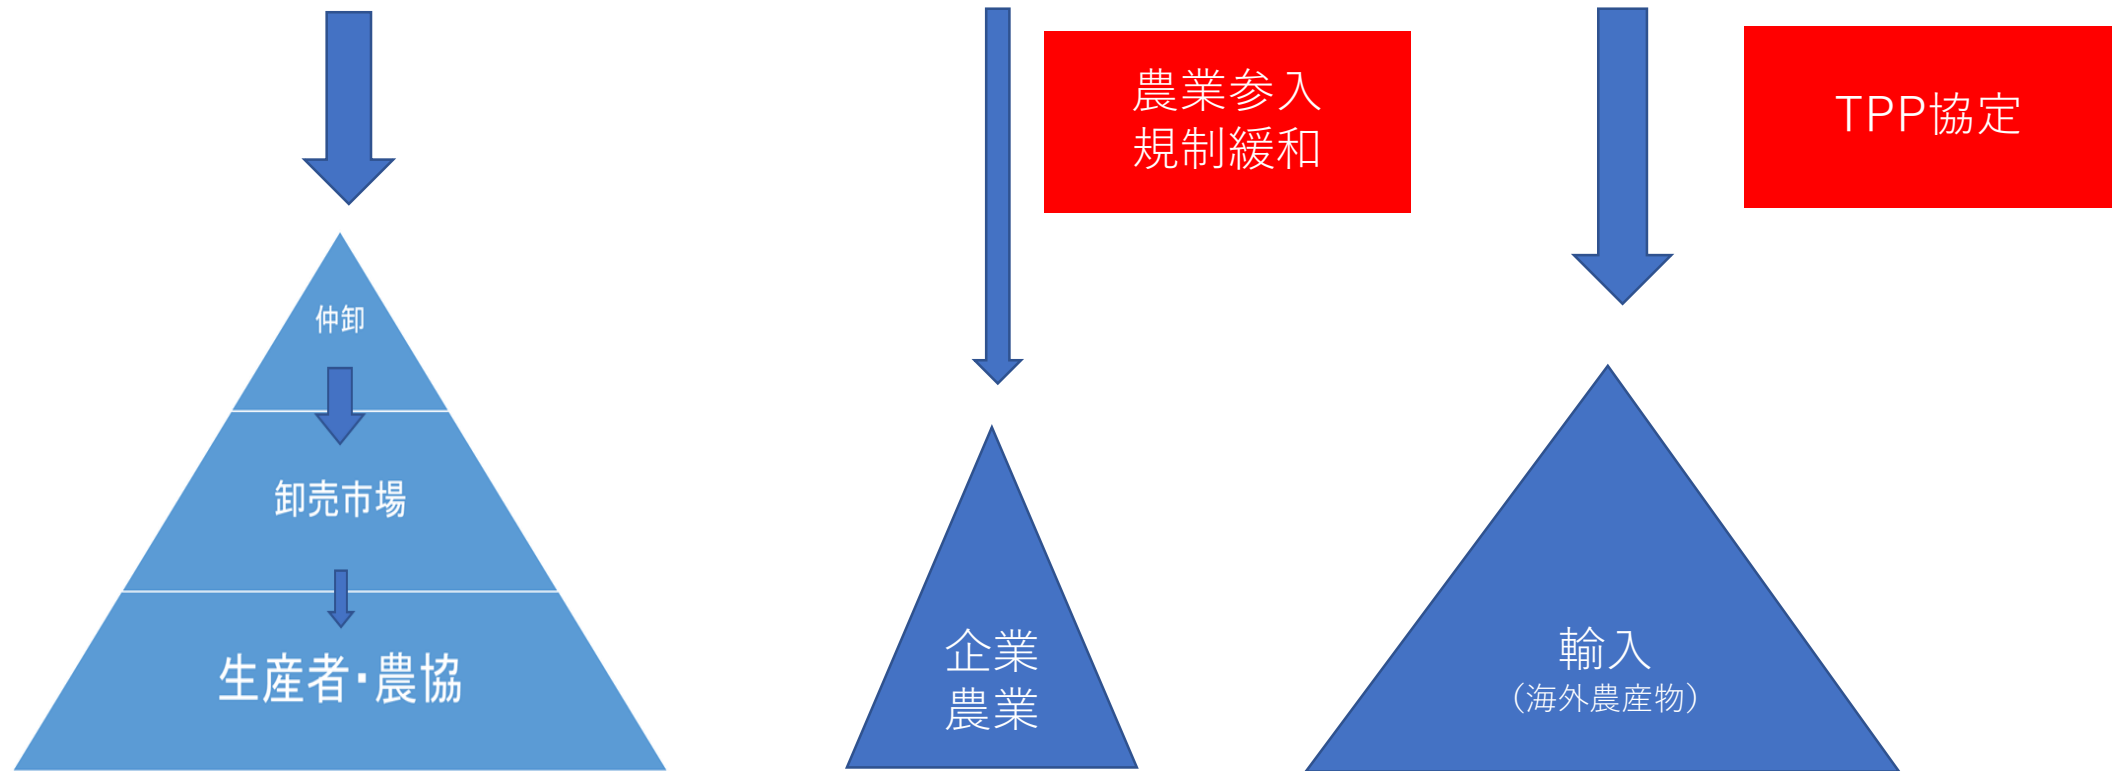 農業参入
規制緩和
TPP協定
仲卸
卸売市場
生産者・農協
企業
農業
輸入
（海外農産物）